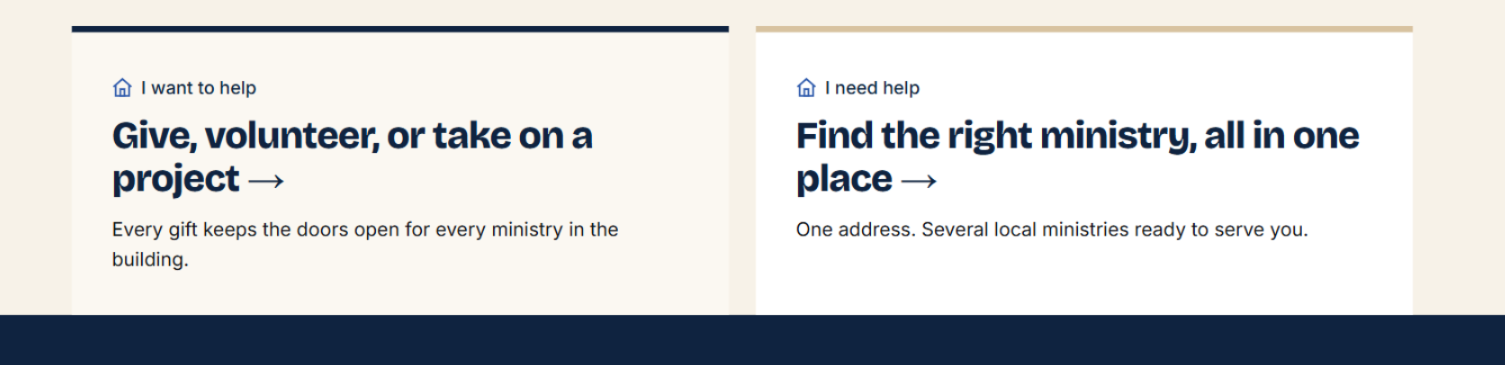 I want to help
Give, volunteer, or take on a
project →
Every gift keeps the doors open for every ministry in the
building.
I need help
Find the right ministry, all in one
place →
One address. Several local ministries ready to serve you.